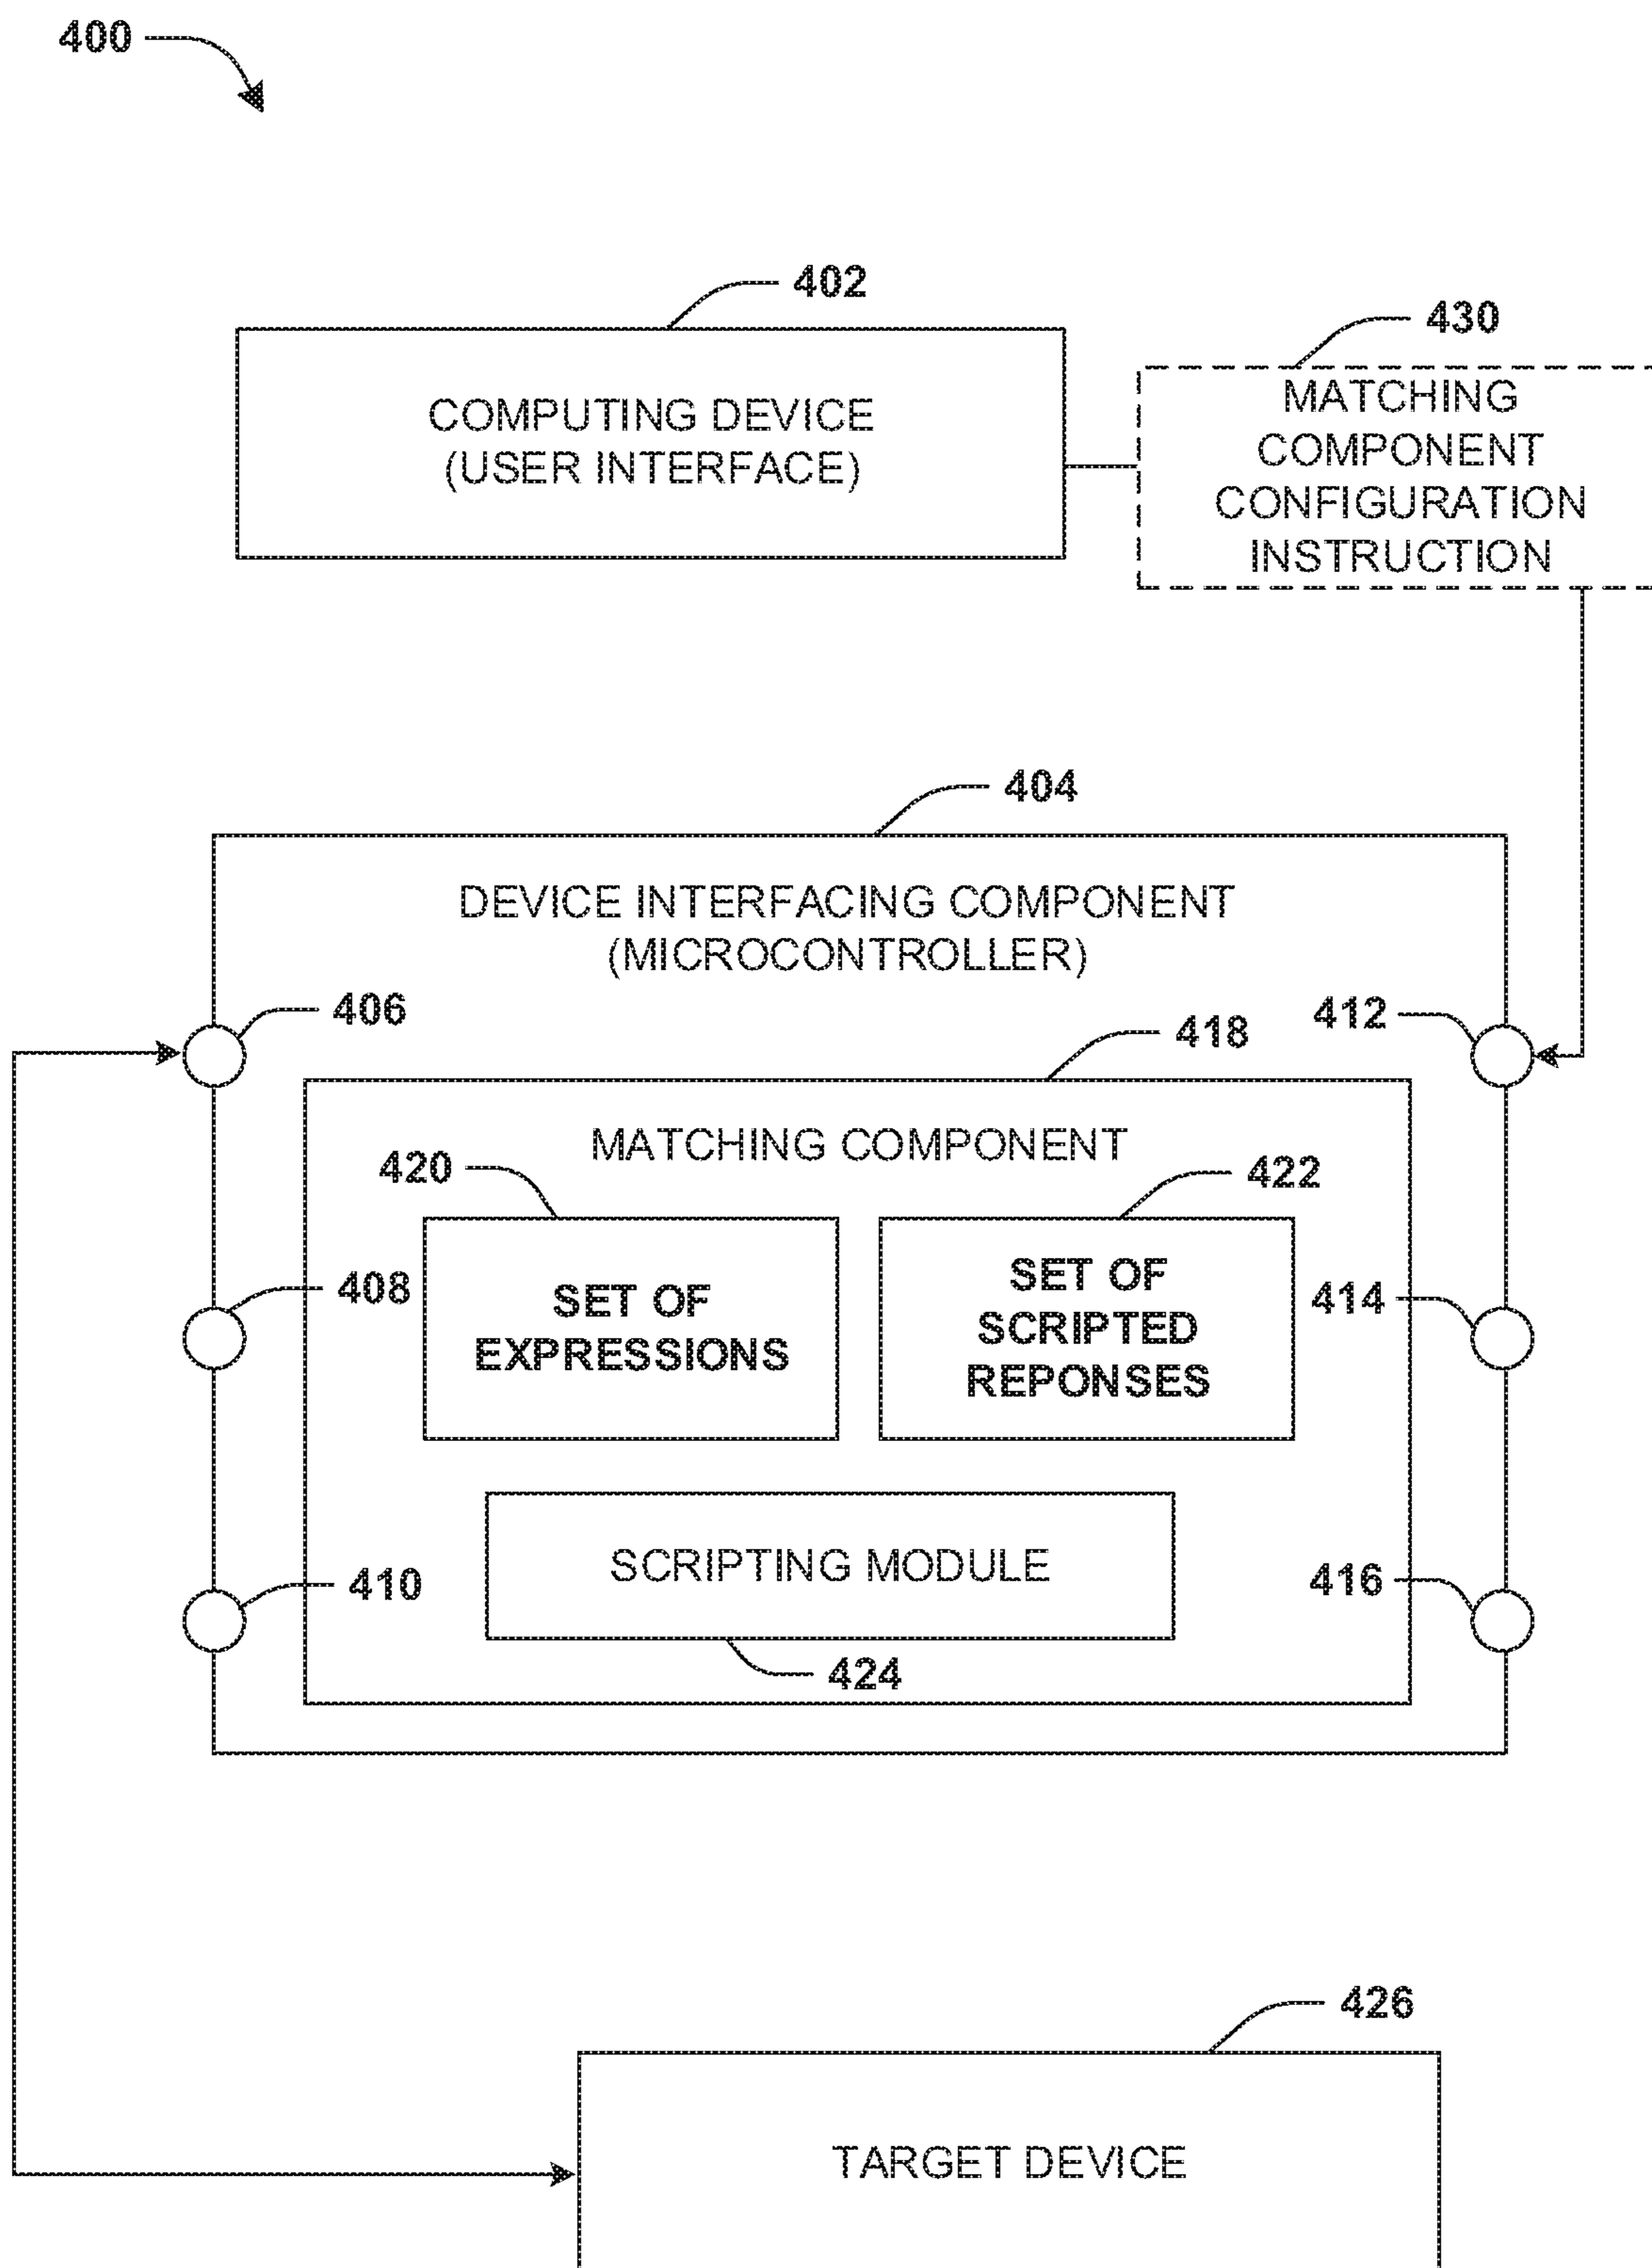 400
402
COMPUTING DEVICE
(USER INTERFACE)
430
MATCHING
COMPONENT
CONFIGURATION
INSTRUCTION
404
DEVICE INTERFACING COMPONENT
(MICROCONTROLLER)
406
412
418
MATCHING COMPONENT
420
422
SET OF
EXPRESSIONS
SET OF
SCRIPTED
REPONSES
408
414
SCRIPTING MODULE
410
416
424
426
TARGET DEVICE